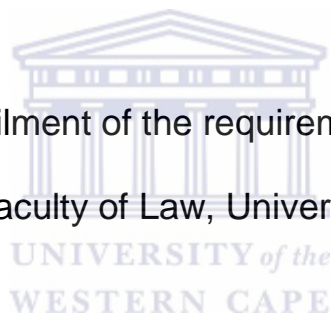 ilment of the requiren
aculty of Law, Univer
UNIVERSITY of the
WESTERN CAPE